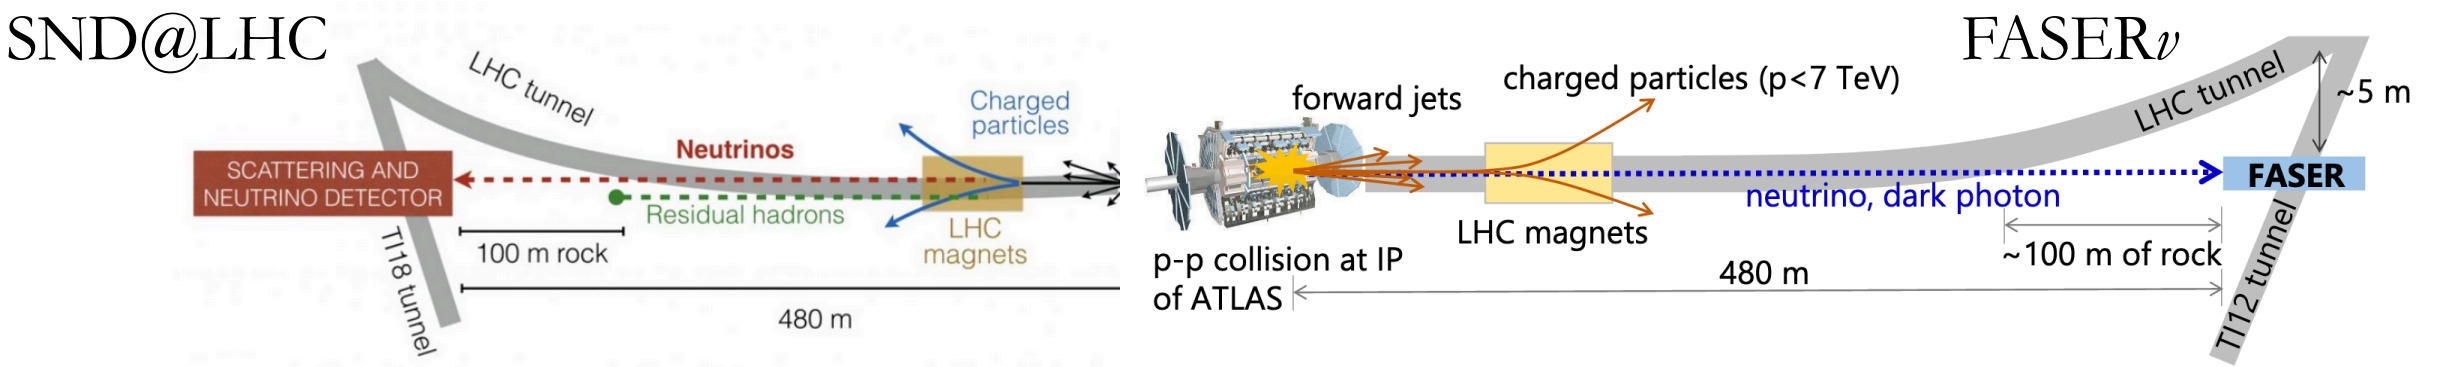 SND@LHC
LHC tunnel
Charged
particles
Neutrinos
SCATTERING AND
NEUTRINO DETECTOR
Residual hadrons
LHC
magnets
100 m rock
TI18 tunnel
480 m
FASERν
charged particles (p<7 TeV)
forward jets
LHC tunnel
~5 m
FASER
neutrino, dark photon
LHC magnets
~100 m of rock
p-p collision at IP
of ATLAS
480 m
TI12 tunnel